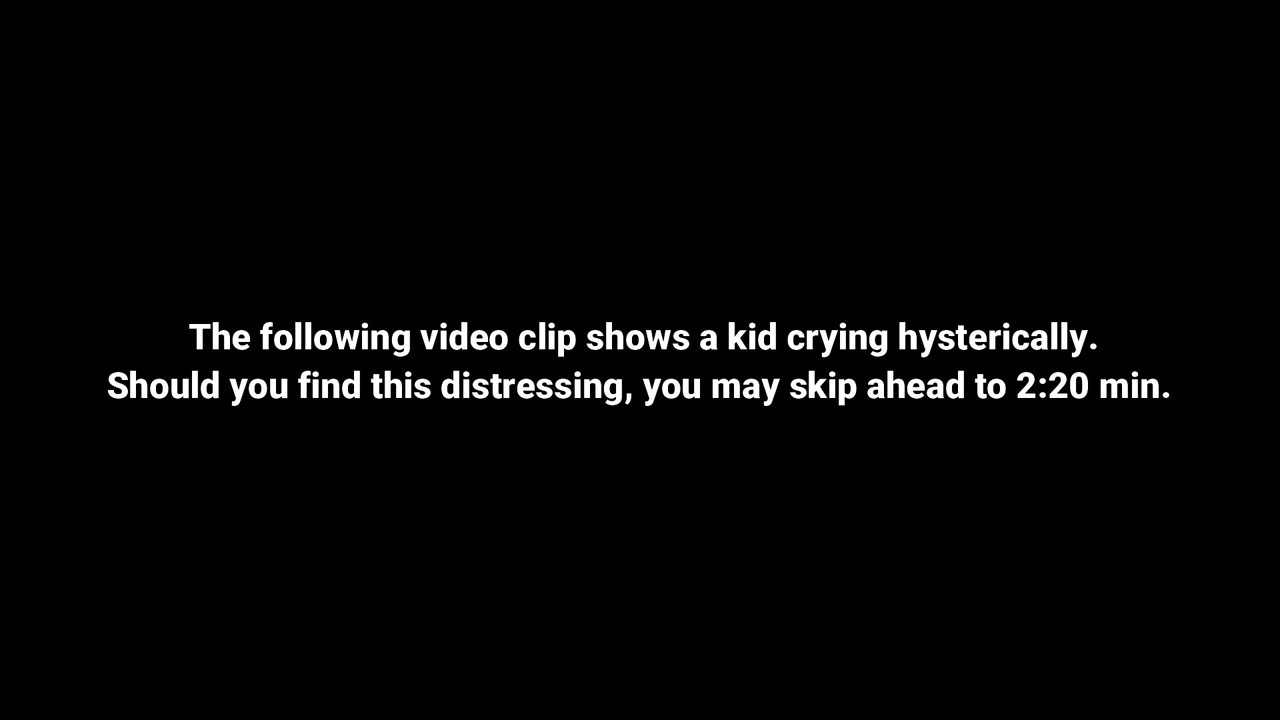 The following video clip shows a kid crying hysterically.
Should you find this distressing, you may skip ahead to 2:20 min.